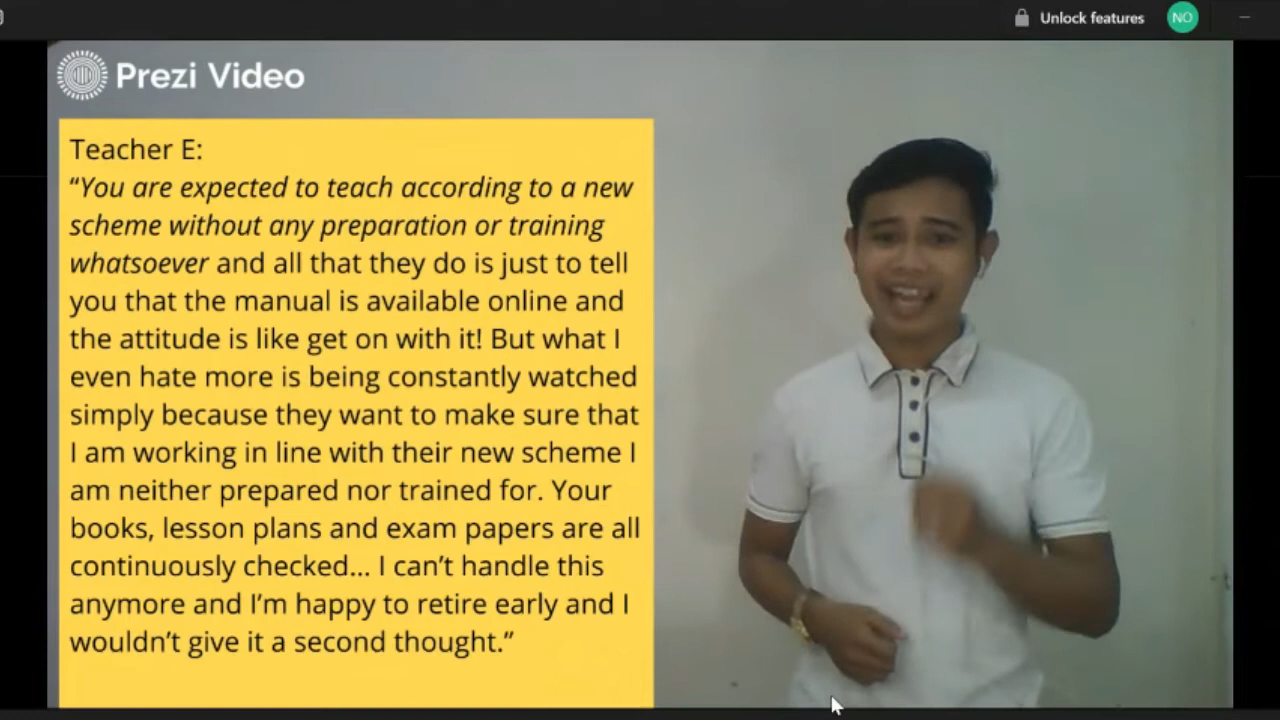 Unlock features
NO
Prezi Video
Teacher E:
“You are expected to teach according to a new
scheme without any preparation or training
whatsoever and all that they do is just to tell
you that the manual is available online and
the attitude is like get on with it! But what I
even hate more is being constantly watched
simply because they want to make sure that
I am working in line with their new scheme I
am neither prepared nor trained for. Your
books, lesson plans and exam papers are all
continuously checked... I can’t handle this
anymore and I’m happy to retire early and I
wouldn’t give it a second thought.”